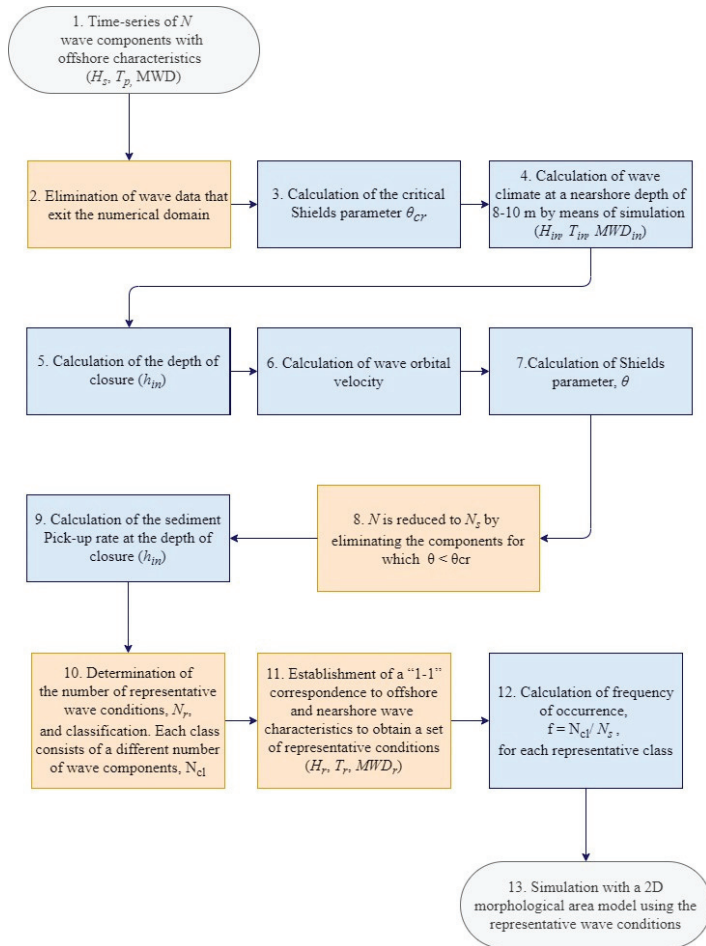 1. Time-series of N
wave components with
offshore characteristics
(Hs, Tp, MWD)
2. Elimination of wave data that
exit the numerical domain
3. Calculation of the critical
Shields parameter θcr
4. Calculation of wave
climate at a nearshore depth of
8-10 m by means of simulation
(Hin, Tin, MWDin)
5. Calculation of the depth of
closure (hin)
6. Calculation of wave orbital
velocity
7.Calculation of Shields
parameter, θ
8. N is reduced to Ns by
eliminating the components for
which θ < θcr
9. Calculation of the sediment
Pick-up rate at the depth of
closure (hin)
10. Determination of
the number of representative
wave conditions, Nr,
and classification. Each class
consists of a different number
of wave components, Ncl
11. Establishment of a “1-1”
correspondence to offshore
and nearshore wave
characteristics to obtain a set
of representative conditions
(Hr, Tr, MWDr)
12. Calculation of frequency
of occurrence,
f = Ncl/ Ns ,
for each representative class
13. Simulation with a 2D
morphological area model using the
representative wave conditions